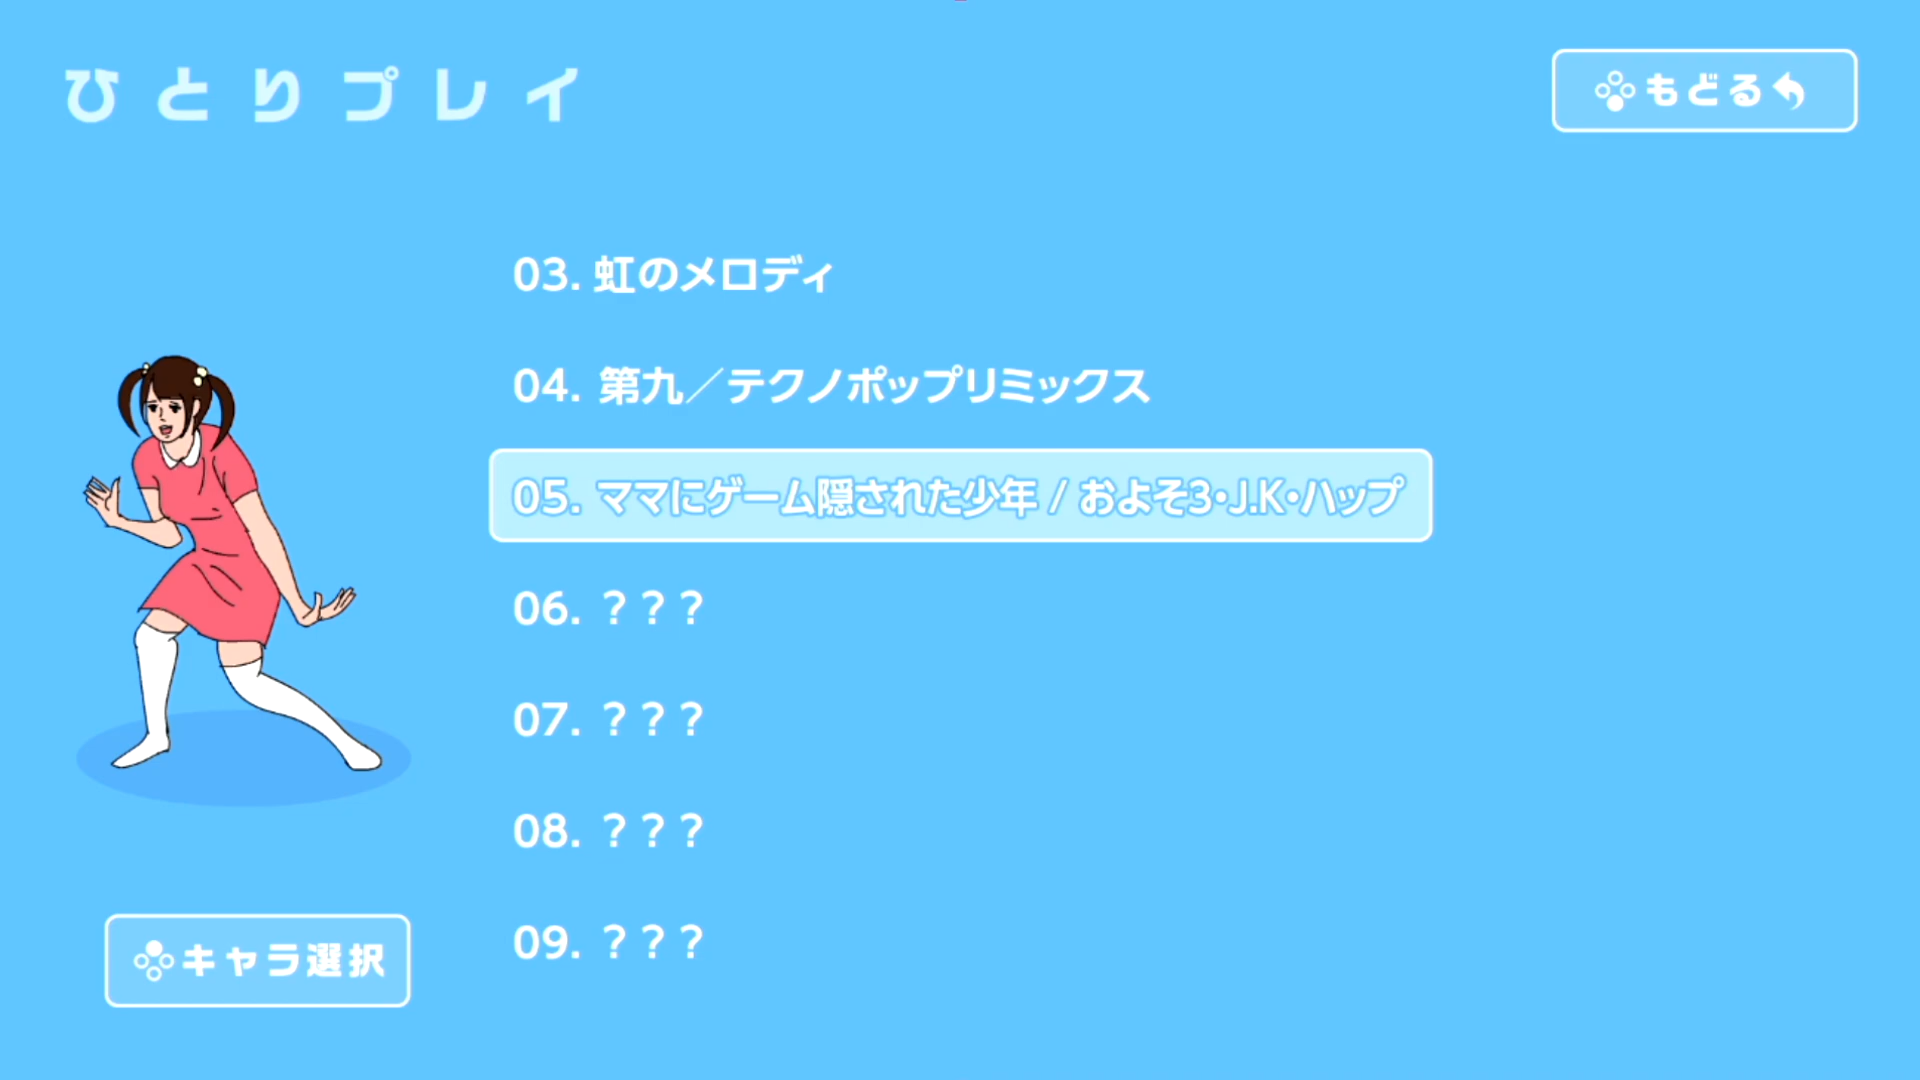 ひとりプレイ
もどる
03. 虹のメロディ
04. 第九／テクノポップリミックス
05. ママにゲーム隠された少年 / およそ3・J.K・ハップ
06. ？？？
07. ？？？
08. ？？？
09. ？？？
キャラ選択